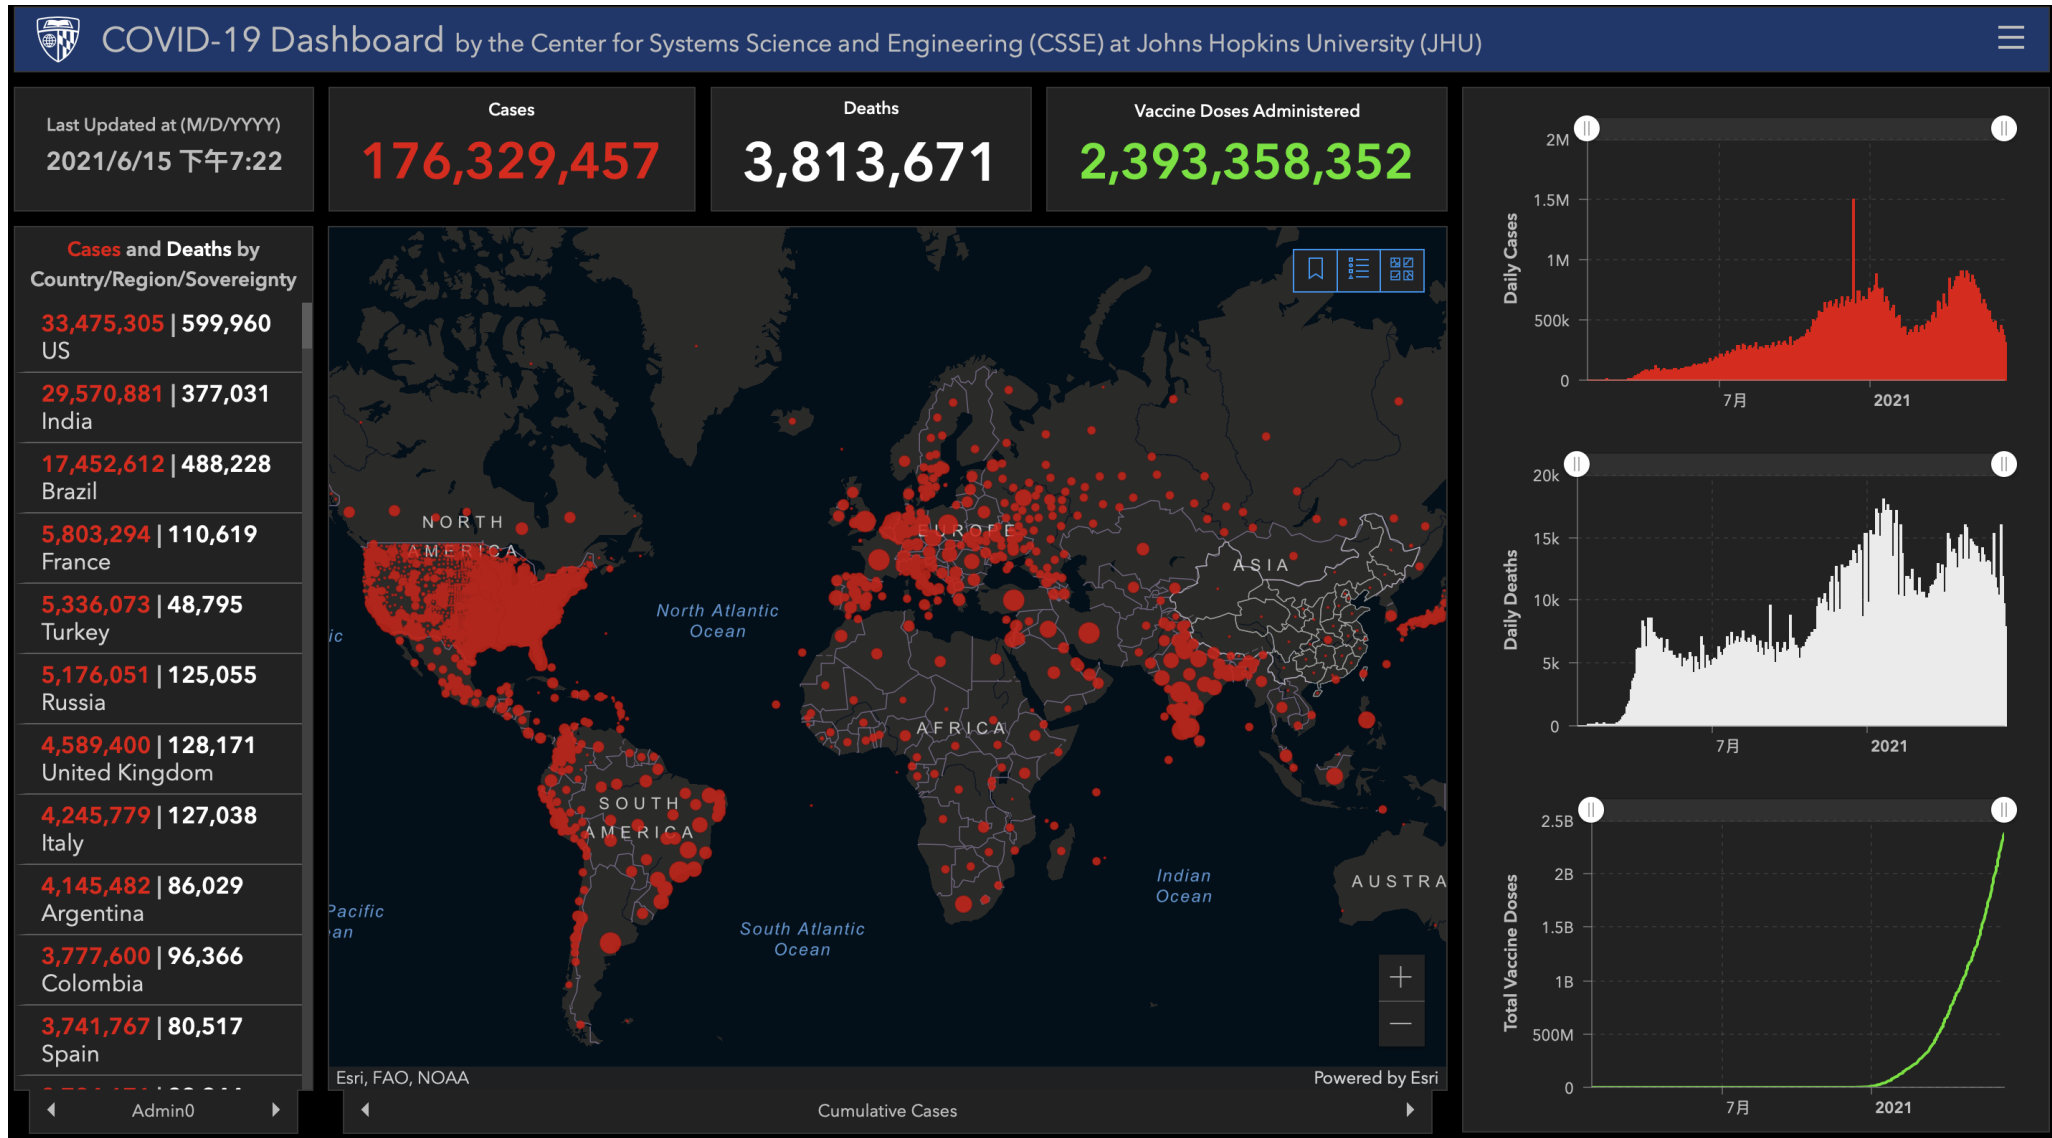 COVID-19 Dashboard by the Center for Systems Science and Engineering (CSSE) at Johns Hopkins University (JHU)
Last Updated at (M/D/YYYY)
2021/6/15 下午7:22
Cases
176,329,457
Deaths
3,813,671
Vaccine Doses Administered
2,393,358,352
Cases and Deaths by
Country/Region/Sovereignty
33,475,305 | 599,960
US
29,570,881 | 377,031
India
17,452,612 | 488,228
Brazil
5,803,294 | 110,619
France
5,336,073 | 48,795
Turkey
5,176,051 | 125,055
Russia
4,589,400 | 128,171
United Kingdom
4,245,779 | 127,038
Italy
4,145,482 | 86,029
Argentina
3,777,600 | 96,366
Colombia
3,741,767 | 80,517
Spain
Admin0
NORTH
AMERICA
EUROPE
ASIA
North Atlantic
Ocean
ic
AFRICA
SOUTH
AMERICA
Indian
Ocean
AUSTRA
Pacific
ean
South Atlantic
Ocean
Esri, FAO, NOAA
Powered by Esri
Cumulative Cases
Daily Cases
2M
1.5M
1M
500k
0
7月
2021
Daily Deaths
20k
15k
10k
5k
0
7月
2021
Total Vaccine Doses
2.5B
2B
1.5B
1B
500M
0
7月
2021